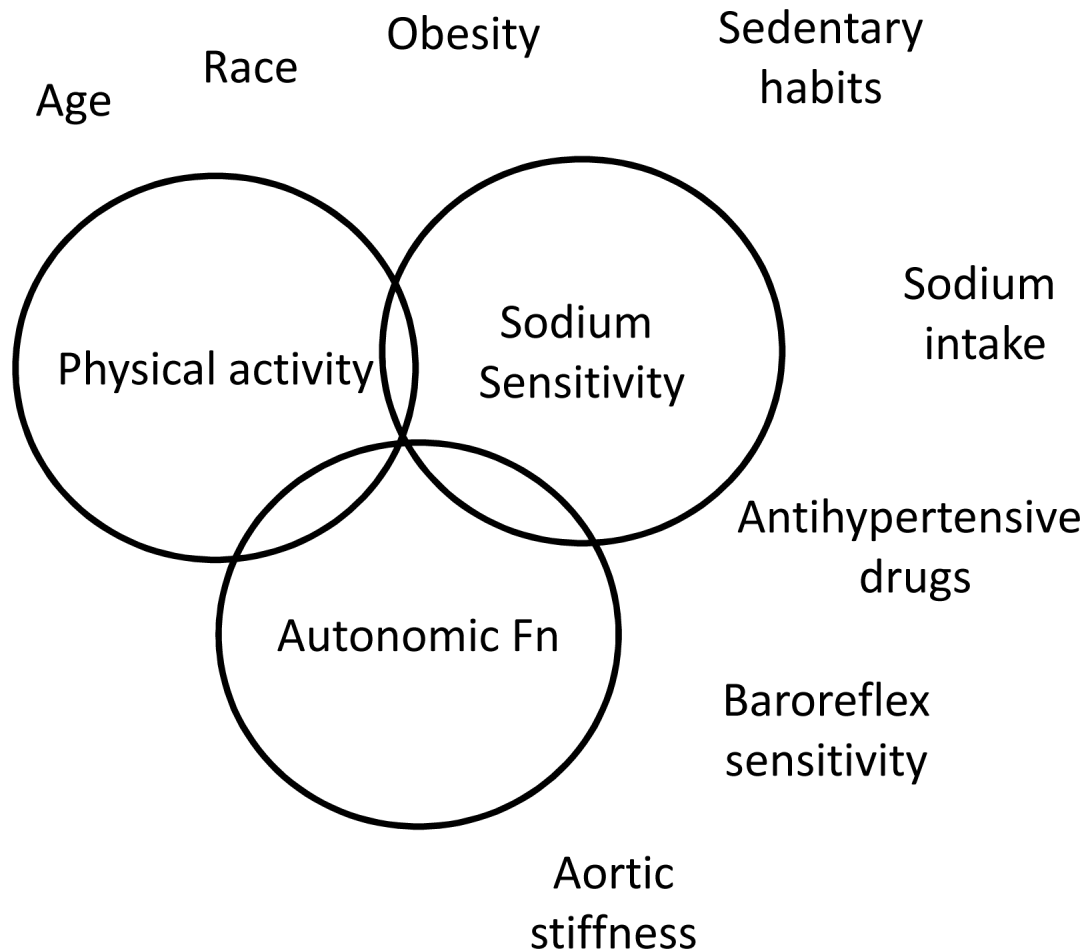 Obesity
Sedentary
habits
Race
Age
Sodium
intake
Sodium
Sensitivity
Physical activity
Antihypertensive
drugs
Autonomic Fn
Baroreflex
sensitivity
Aortic
stiffness